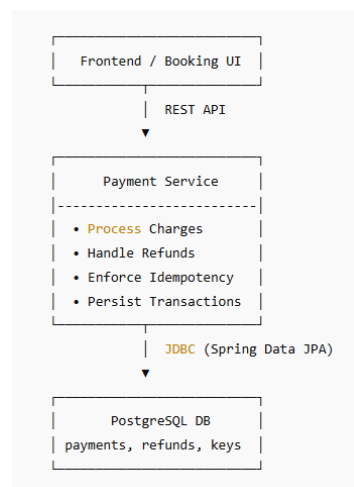 Frontend / Booking UI
REST API
Payment Service
• Process Charges
• Handle Refunds
• Enforce Idempotency
• Persist Transactions
JDBC (Spring Data JPA)
PostgreSQL DB
payments, refunds, keys